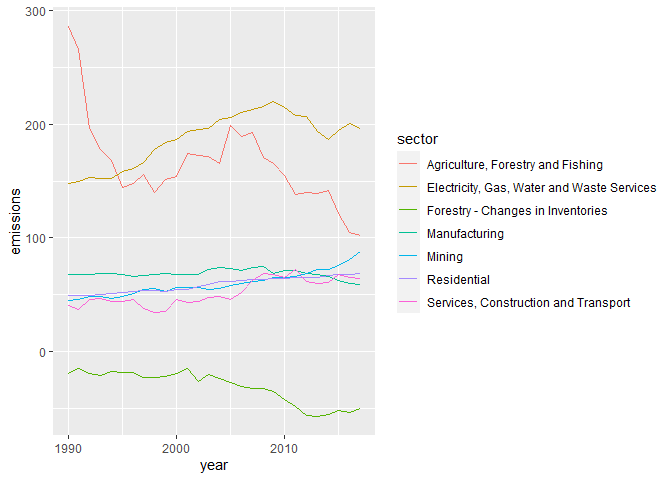 300
200
100
0
emissions
1990
2000
2010
year
sector
Agriculture, Forestry and Fishing
Electricity, Gas, Water and Waste Services
Forestry - Changes in Inventories
Manufacturing
Mining
Residential
Services, Construction and Transport